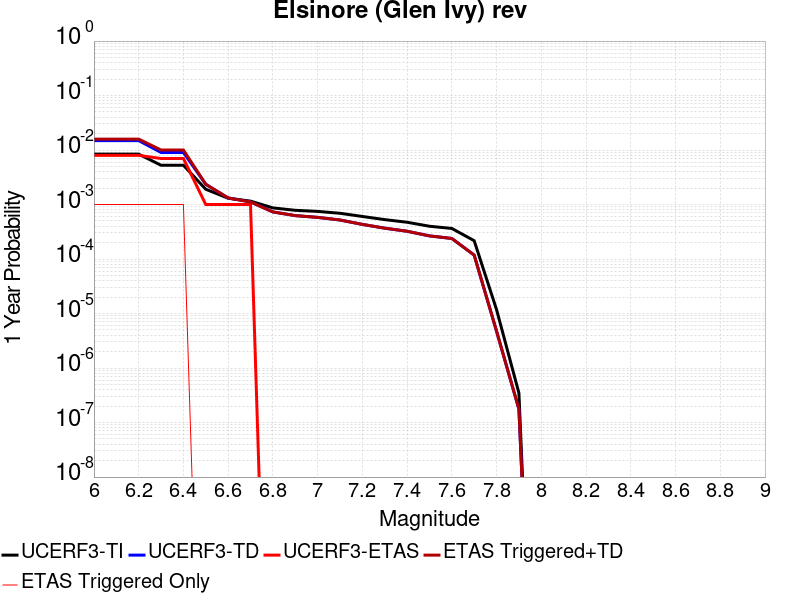 Elsinore (Glen Ivy) rev
10^0
10^-1
10^-2
10^-3
10^-4
10^-5
10^-6
10^-7
10^-8
1 Year Probability
6 6.2 6.4 6.6 6.8 7 7.2 7.4 7.6 7.8 8 8.2 8.4 8.6 8.8 9
Magnitude
UCERF3-TI UCERF3-TD UCERF3-ETAS ETAS Triggered+TD
ETAS Triggered Only